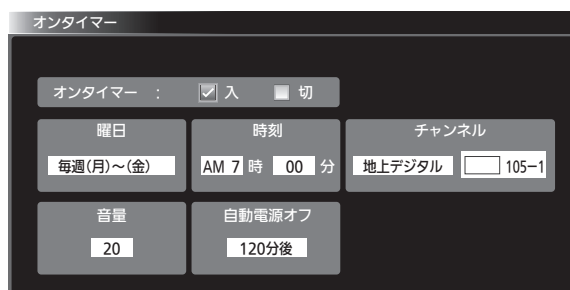 オンタイマー
オンタイマー : 入 切
曜日
毎週(月)~(金)
時刻
AM 7 時 00 分
チャンネル
地上デジタル 105-1
音量
20
自動電源オフ
120分後